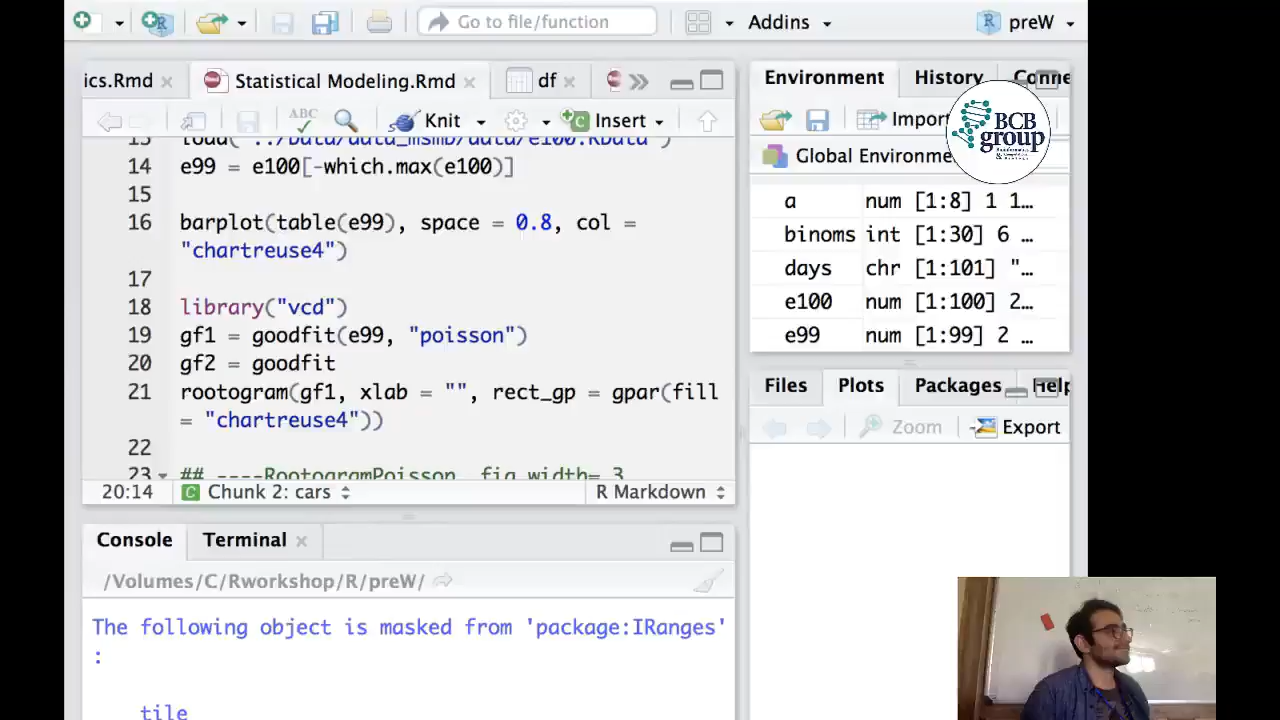 Go to file/function
Addins
preW
ics.Rmd
Statistical Modeling.Rmd
df
ABC
Knit
Insert
14 e99 = e100[-which.max(e100)]
15
16 barplot(table(e99), space = 0.8, col =
"chartreuse4")
17
18 library("vcd")
19 gf1 = goodfit(e99, "poisson")
20 gf2 = goodfit
21 rootogram(gf1, xlab = "", rect_gp = gpar(fill
= "chartreuse4"))
22
20:14
Chunk 2: cars
R Markdown
Console
Terminal
/Volumes/C/Rworkshop/R/preW/
The following object is masked from 'package:IRanges'
:
tile
Environment
History
Conne
Import
BCB
group
Global Environme
a num [1:8] 1 1…
binoms int [1:30] 6 …
days chr [1:101] "…
e100 num [1:100] 2…
e99 num [1:99] 2 …
Files
Plots
Packages
Help
Zoom
Export